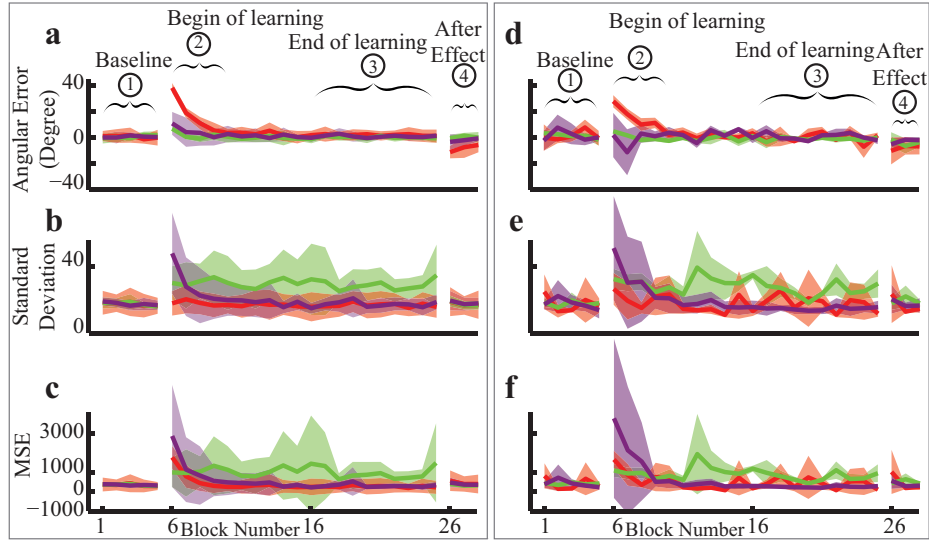 a
Begin of learning
Baseline
1
2
End of learning
3
After
Effect
4
Angular Error
(Degree)
40
0
−40
b
Standard
Deviation
40
0
c
MSE
3000
1000
0
−1000
1
6
Block Number
16
26
d
Begin of learning
Baseline
1
2
End of learning
3
After
Effect
4
e
f
1
6
Block Number
16
26